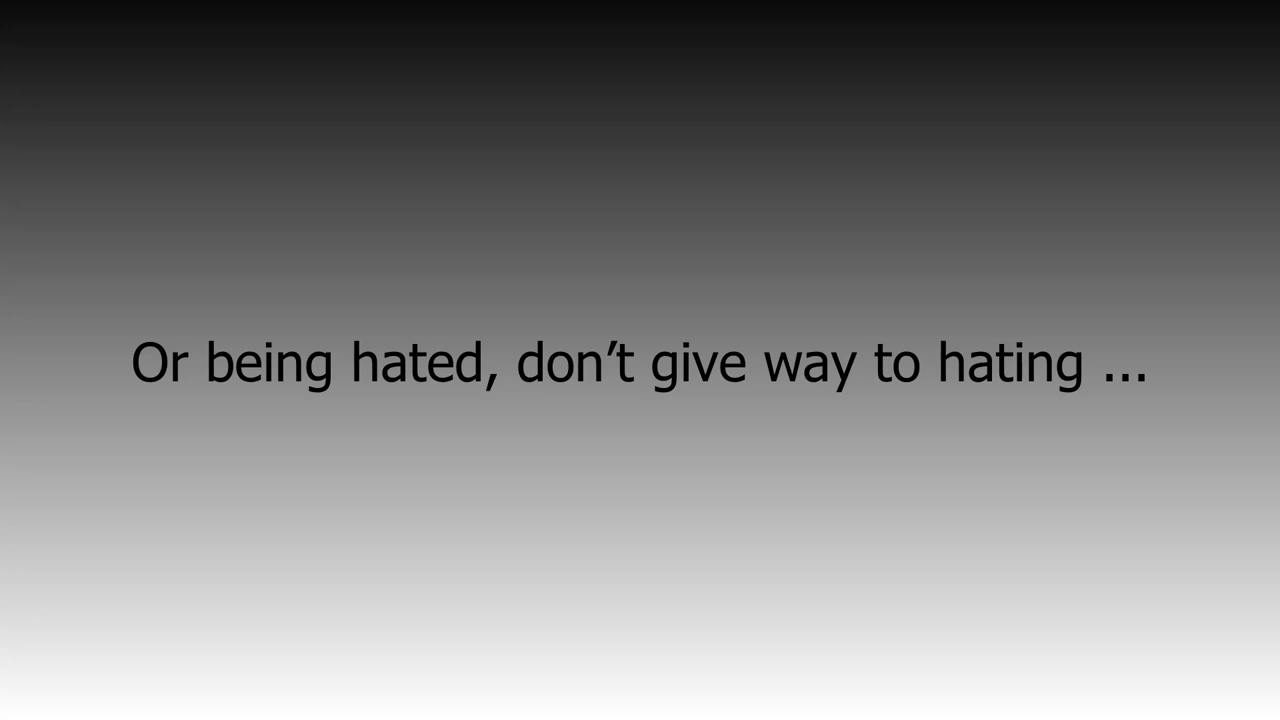 Or being hated, don’t give way to hating ...